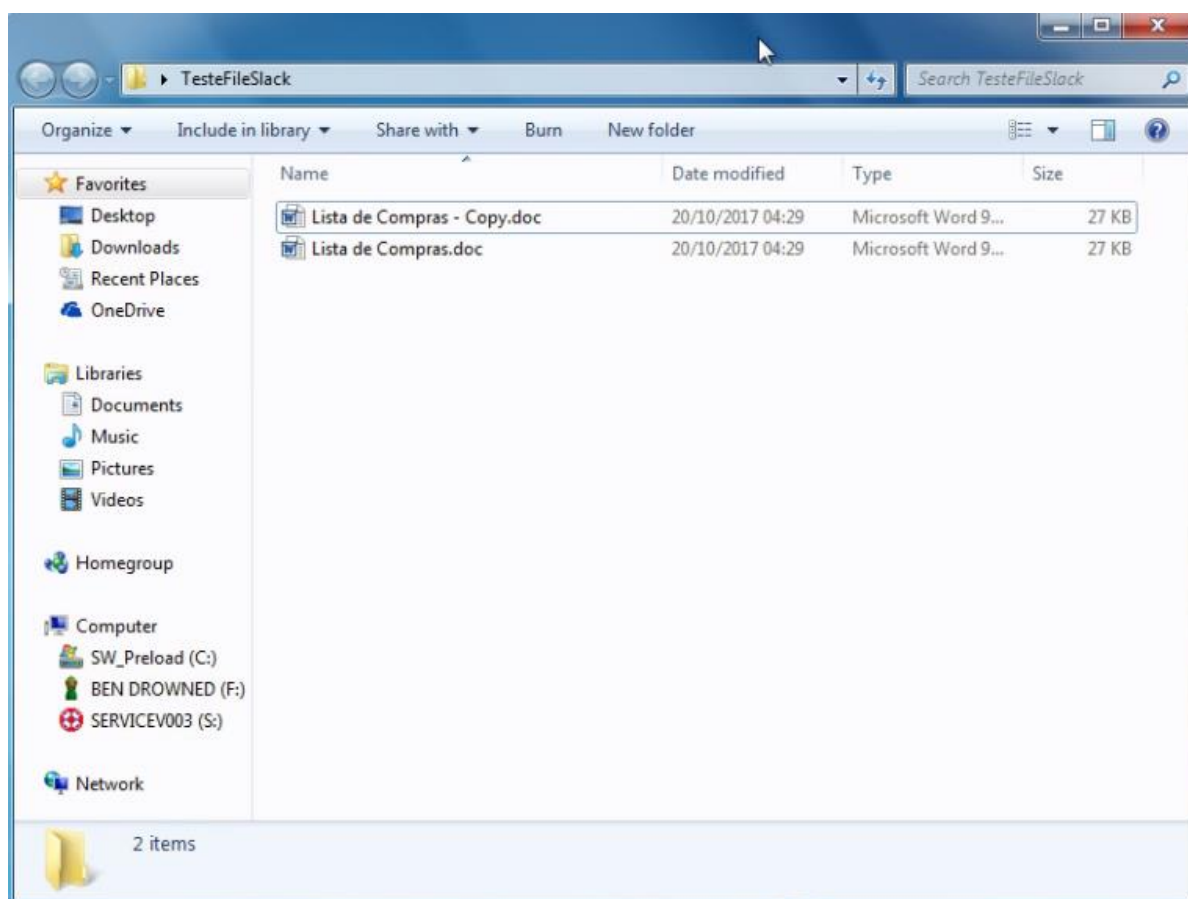 TesteFileSlack
Search TesteFileSlack
Organize Include in library Share with Burn New folder
Name Date modified Type Size
Lista de Compras - Copy.doc 20/10/2017 04:29 Microsoft Word 9... 27 KB
Lista de Compras.doc 20/10/2017 04:29 Microsoft Word 9... 27 KB
Favorites
Desktop
Downloads
Recent Places
OneDrive
Libraries
Documents
Music
Pictures
Videos
Homegroup
Computer
SW_Preload (C:)
BEN DROWNED (F:)
SERVICEV003 (S:)
Network
2 items